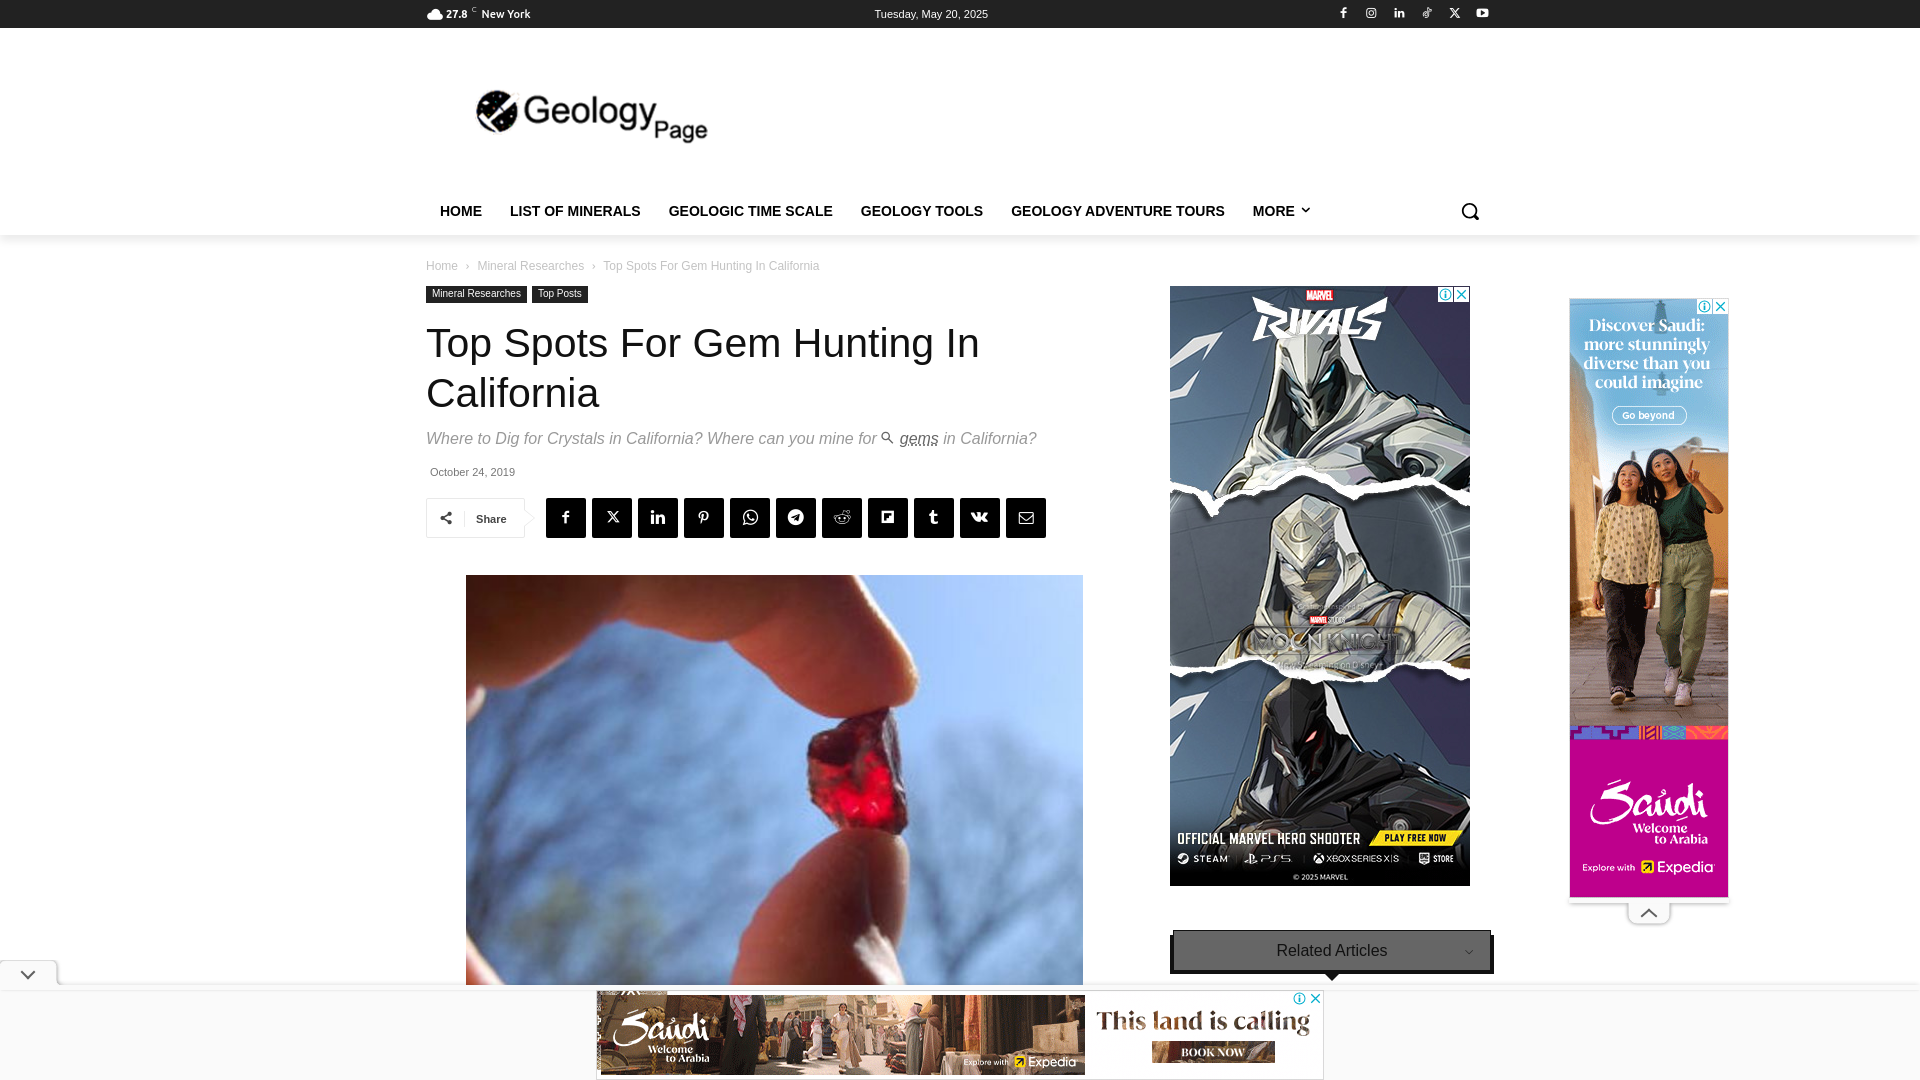 27.8 C New York
Tuesday, May 20, 2025
Geology Page
HOME LIST OF MINERALS GEOLOGIC TIME SCALE GEOLOGY TOOLS GEOLOGY ADVENTURE TOURS MORE
Home › Mineral Researches › Top Spots For Gem Hunting In California
Mineral Researches Top Posts
Top Spots For Gem Hunting In
California
Where to Dig for Crystals in California? Where can you mine for gems in California?
October 24, 2019
Share
MARVEL
RIVALS
MARVEL STUDIOS
MOON KNIGHT
OFFICIAL MARVEL HERO SHOOTER PLAY FREE NOW
STEAM PS5 XBOX SERIES X|S EPIC GAMES STORE
© 2025 MARVEL
Discover Saudi:
more stunningly
diverse than you
could imagine
Go beyond
Saudi
Welcome
to Arabia
Explore with Expedia
Related Articles
Saudi
Welcome
to Arabia
Explore with Expedia
This land is calling
BOOK NOW